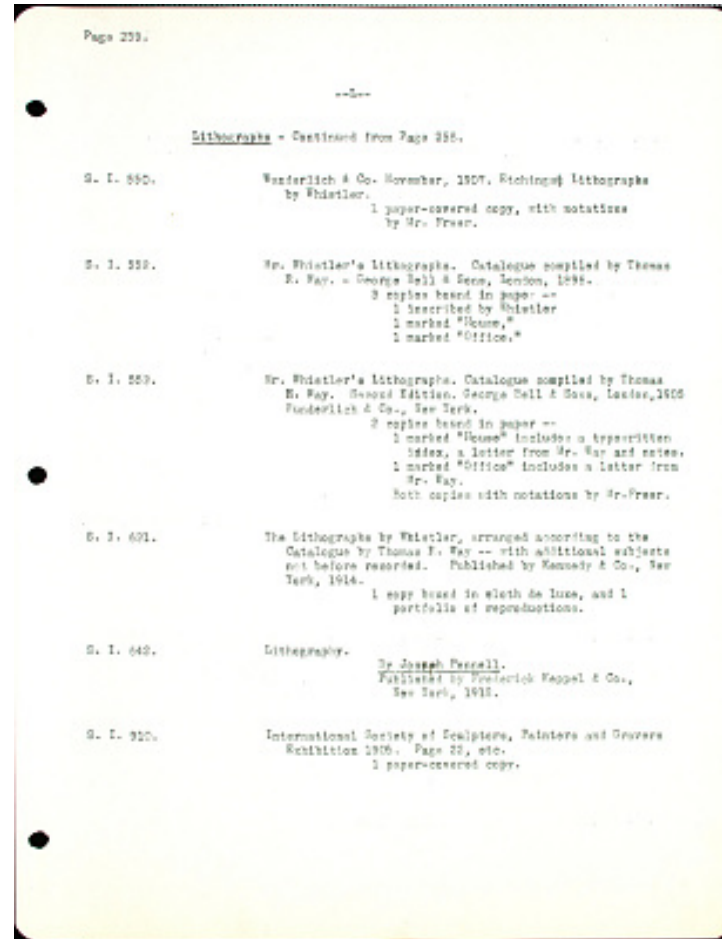 Page 259.
--L--
Lithographs - Continued from Page 258.
S. I. 550. Wunderlich & Co. November, 1907. Etchings & Lithographs
by Whistler.
1 paper-covered copy, with notations
by Mr. Freer.
S. I. 552. Mr. Whistler's Lithographs. Catalogue compiled by Thomas
R. Way. - George Bell & Sons, London, 1896.
3 copies bound in paper --
1 inscribed by Whistler
1 marked "House,"
1 marked "Office."
S. I. 553. Mr. Whistler's Lithographs. Catalogue compiled by Thomas
R. Way. Second Edition. George Bell & Sons, London,1905
Wunderlich & Co., New York.
2 copies bound in paper --
1 marked "House" includes a typewritten
index, a letter from Mr. Way and notes.
1 marked "Office" includes a letter from
Mr. Way.
Both copies with notations by Mr.Freer.
S. I. 631. The Lithographs by Whistler, arranged according to the
Catalogue by Thomas R. Way -- with additional subjects
not before recorded. Published by Kennedy & Co., New
York, 1914.
1 copy bound in cloth de luxe, and 1
portfolio of reproductions.
S. I. 642. Lithography.
By Joseph Pennell.
Published by Frederick Keppel & Co.,
New York, 1912.
S. I. 910. International Society of Sculptors, Painters and Gravers
Exhibition 1905. Page 22, etc.
1 paper-covered copy.